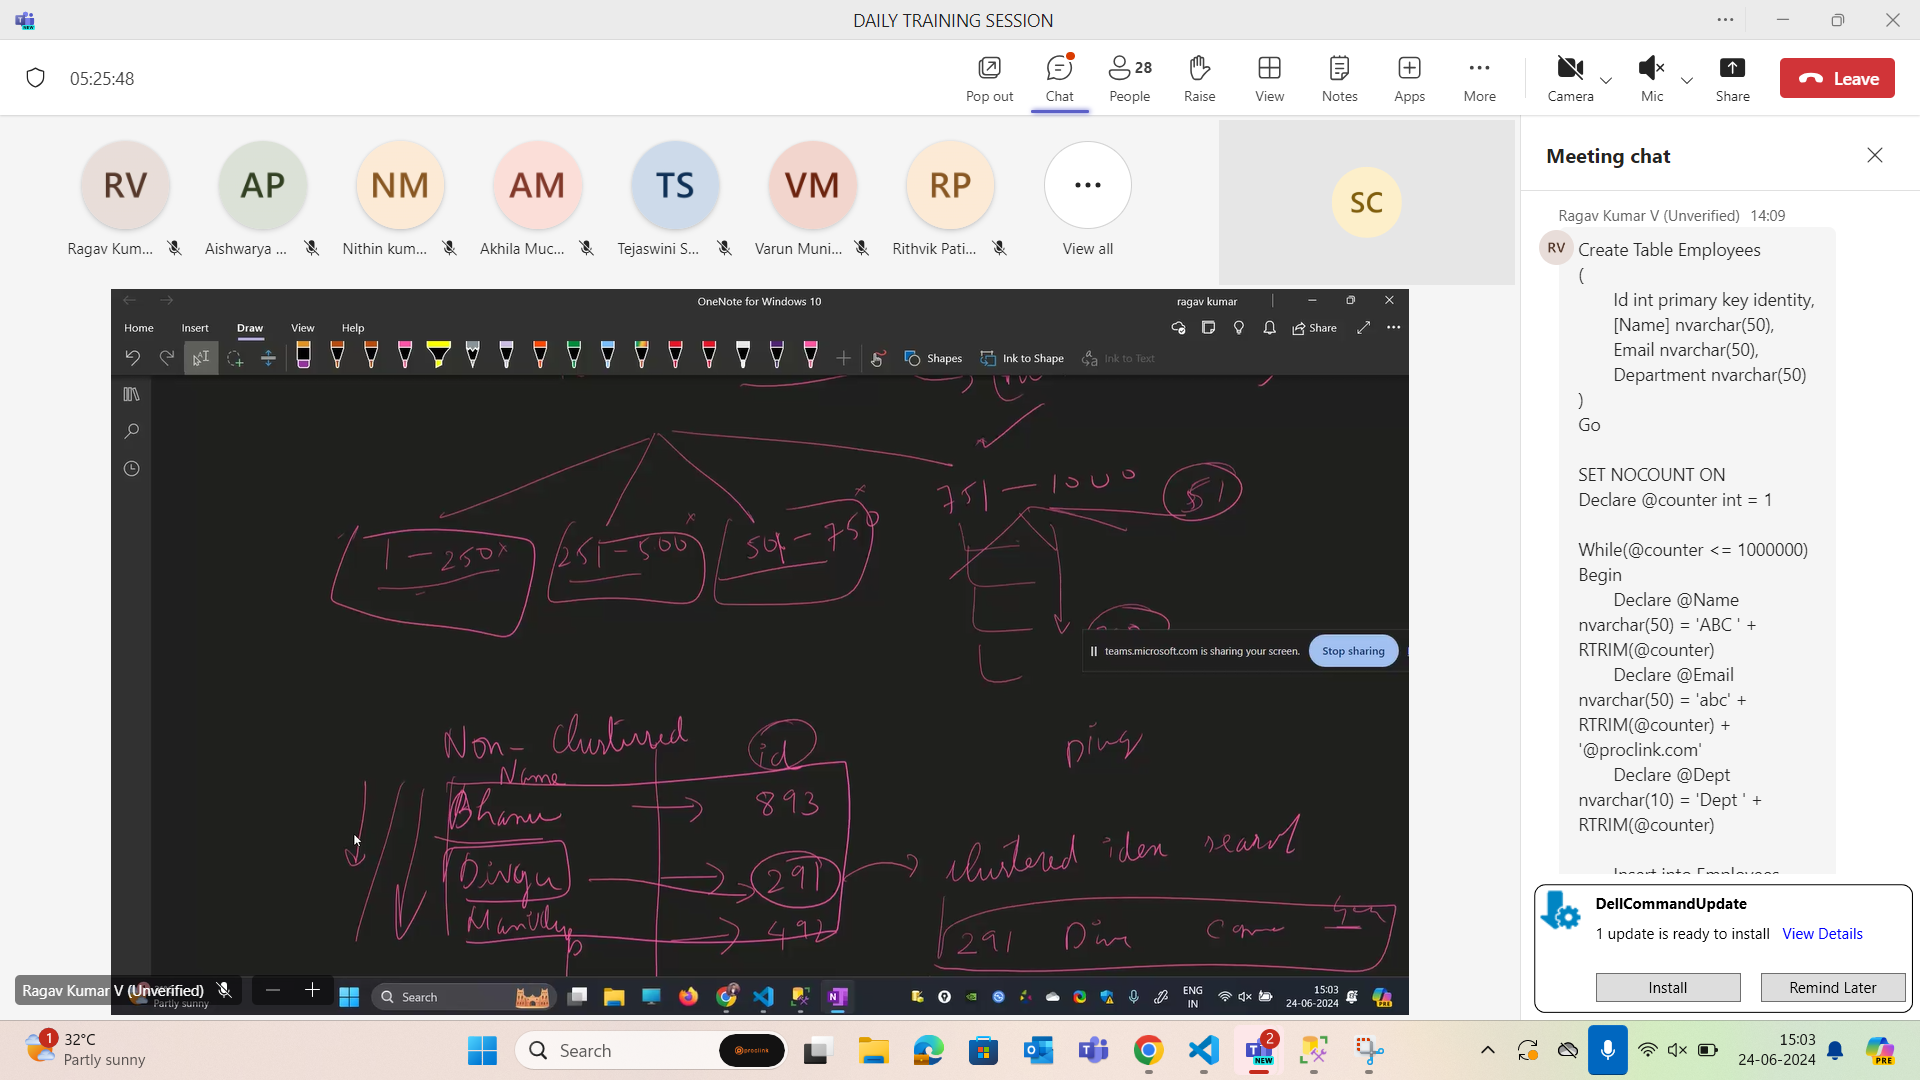 DAILY TRAINING SESSION
05:25:48
Pop out
Chat
28
People
Raise
View
Notes
Apps
More
Camera
Mic
Share
Leave
RV
AP
NM
AM
TS
VM
RP
SC
Ragav Kum...
Aishwarya ...
Nithin kum...
Akhila Muc...
Tejaswini S...
Varun Muni...
Rithvik Pati...
View all
OneNote for Windows 10
ragav kumar
Home
Insert
Draw
View
Help
Share
Shapes
Ink to Shape
Ink to Text
751 - 1000
51
1 - 250
251 - 500
501 - 750
teams.microsoft.com is sharing your screen.
Stop sharing
Non-Clustured
id
Name
Bhanu
893
291
clustered iden search
492
291
Ragav Kumar V (Unverified)
Partly sunny
Search
ENG
IN
15:03
24-06-2024
Meeting chat
Ragav Kumar V (Unverified) 14:09
RV
Create Table Employees
(
Id int primary key identity,
[Name] nvarchar(50),
Email nvarchar(50),
Department nvarchar(50)
)
Go
SET NOCOUNT ON
Declare @counter int = 1
While(@counter <= 1000000)
Begin
Declare @Name
nvarchar(50) = 'ABC ' +
RTRIM(@counter)
Declare @Email
nvarchar(50) = 'abc' +
RTRIM(@counter) +
'@proclink.com'
Declare @Dept
nvarchar(10) = 'Dept ' +
RTRIM(@counter)
Insert into Employees
DellCommandUpdate
1 update is ready to install View Details
Install
Remind Later
1
32°C
Partly sunny
Search
proclink
NEW
2
15:03
24-06-2024
PRE